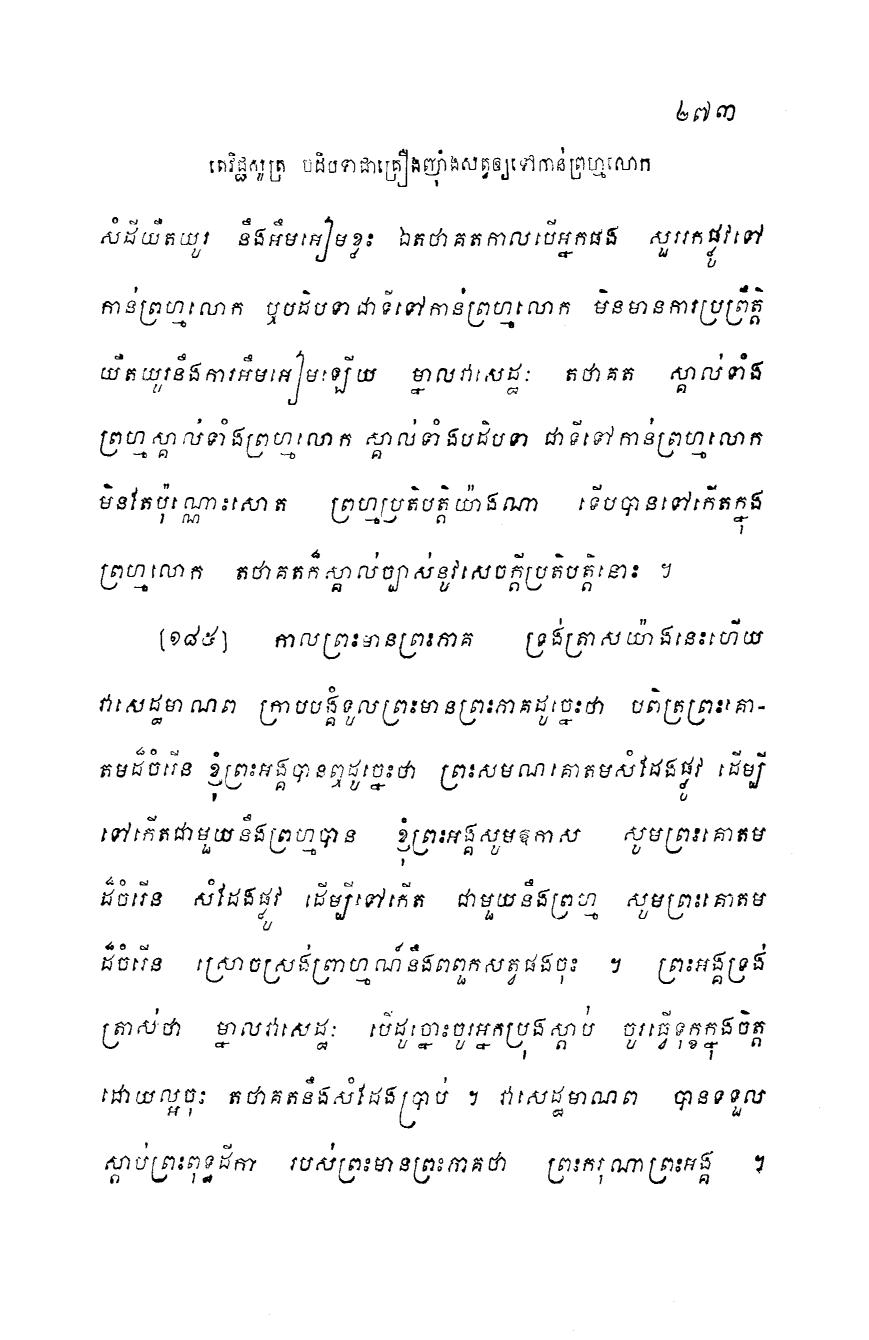 ២៧៣
តេវិជ្ជសូត្រ បដិបទាជាគ្រឿងញ៉ាំងសត្វឲ្យទៅកាន់ព្រហ្មលោក
សំដីយឺតយូរ នឹងអឹមអៀមខ្វះ ឯតថាគតកាលបើអ្នកផង សួររកផ្លូវទៅ
កាន់ព្រហ្មលោក ឬបដិបទាជាទីទៅកាន់ព្រហ្មលោក មិនមានការប្រព្រឹត្តិ
យឺតយូរនឹងការអឹមអៀមឡើយ ម្នាលវាសេដ្ឋៈ តថាគត ស្គាល់ទាំង
ព្រហ្មស្គាល់ទាំងព្រហ្មលោក ស្គាល់ទាំងបដិបទា ជាទីទៅកាន់ព្រហ្មលោក
មិនតែប៉ុណ្ណោះសោត ព្រហ្មប្រតិបត្តិយ៉ាងណា ទើបបានទៅកើតក្នុង
ព្រហ្មលោក តថាគតក៏ស្គាល់ច្បាស់នូវសេចក្តីប្រតិបត្តិនោះ ។
[១៨៥] កាលព្រះមានព្រះភាគ ទ្រង់ត្រាសយ៉ាងនេះហើយ
វាសេដ្ឋមាណព ក្រាបបង្គំទូលព្រះមានព្រះភាគដូច្នេះថា បពិត្រព្រះគោ-
តមដ៏ចំរើន ខ្ញុំព្រះអង្គបានឮដូច្នេះថា ព្រះសមណគោតមសំដែងផ្លូវ ដើម្បី
ទៅកើតជាមួយនឹងព្រហ្មបាន ខ្ញុំព្រះអង្គសូមឱកាស សូមព្រះគោតម
ដ៏ចំរើន សំដែងផ្លូវ ដើម្បីទៅកើត ជាមួយនឹងព្រហ្ម សូមព្រះគោតម
ដ៏ចំរើន ស្រោចស្រង់ព្រាហ្មណ៍នឹងពពួកសត្វផងចុះ ។ ព្រះអង្គទ្រង់
ត្រាស់ថា ម្នាលវាសេដ្ឋៈ បើដូច្នោះចូរអ្នកប្រុងស្តាប់ ចូរធ្វើទុកក្នុងចិត្ត
ដោយល្អចុះ តថាគតនឹងសំដែងប្រាប់ ។ វាសេដ្ឋមាណព បានទទួល
ស្តាប់ព្រះពុទ្ធដីកា របស់ព្រះមានព្រះភាគថា ព្រះករុណាព្រះអង្គ ។